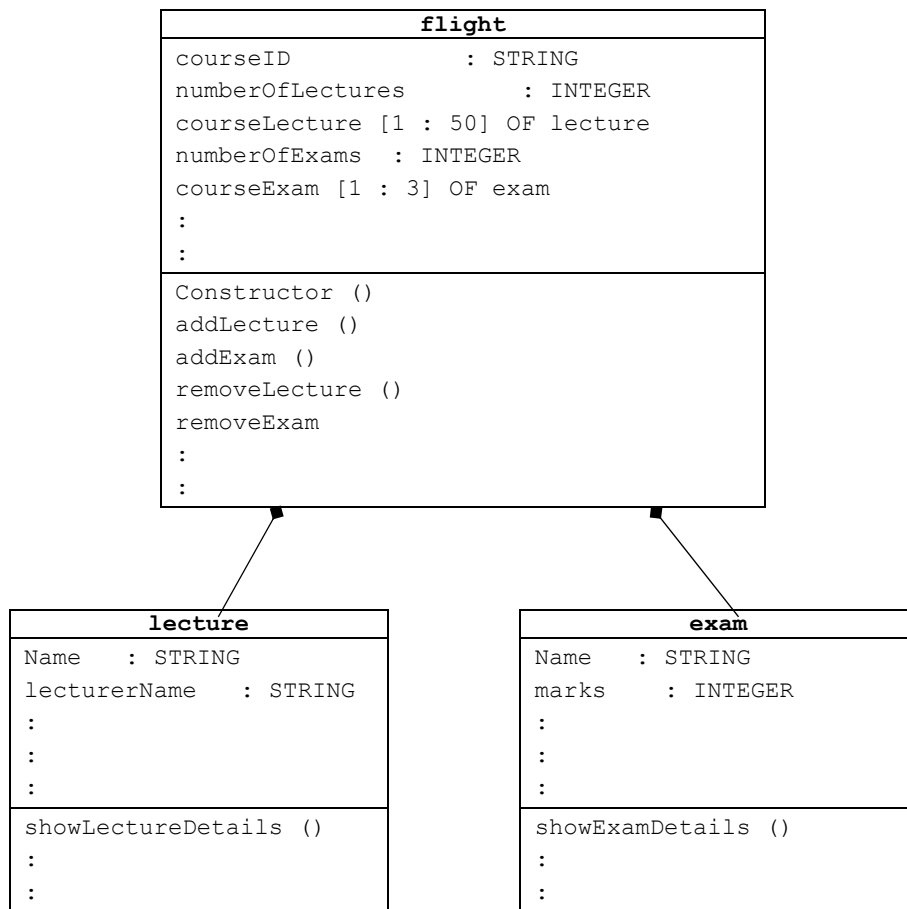 flight
courseID : STRING
numberOfLectures : INTEGER
courseLecture [1 : 50] OF lecture
numberOfExams : INTEGER
courseExam [1 : 3] OF exam
:
:
Constructor ()
addLecture ()
addExam ()
removeLecture ()
removeExam
:
:
lecture
Name : STRING
lecturerName : STRING
:
:
:
showLectureDetails ()
:
:
exam
Name : STRING
marks : INTEGER
:
:
:
showExamDetails ()
:
: